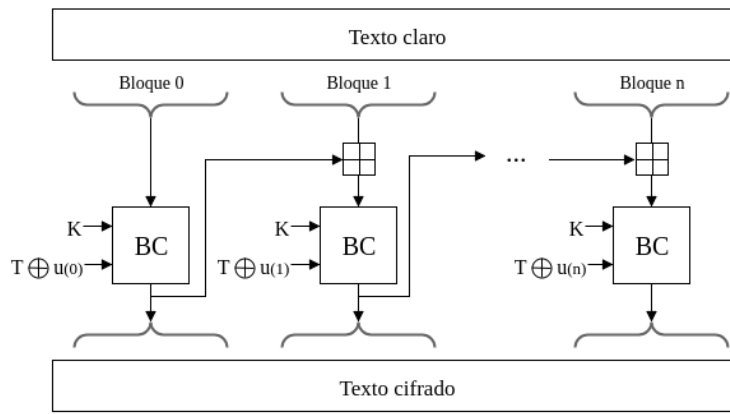 Texto claro
Bloque 0
Bloque 1
Bloque n
...
K
BC
T ⊕ u(0)
K
BC
T ⊕ u(1)
K
BC
T ⊕ u(n)
Texto cifrado